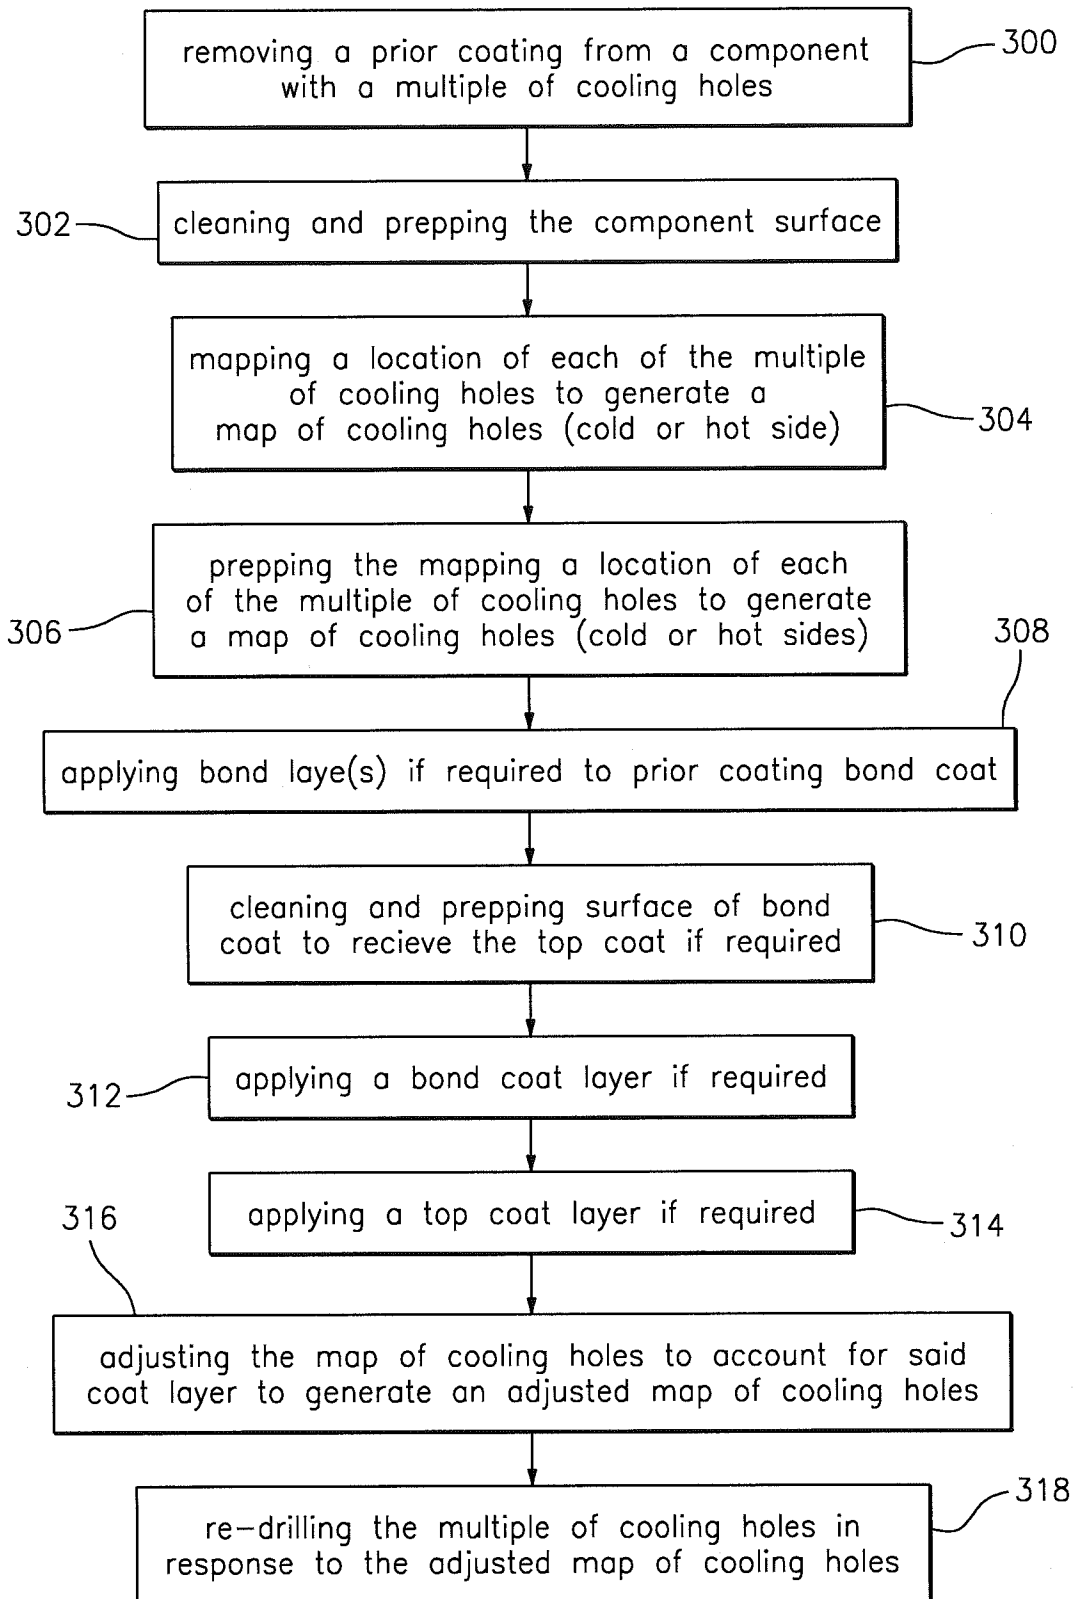 removing a prior coating from a component
with a multiple of cooling holes
300
302
cleaning and prepping the component surface
mapping a location of each of the multiple
of cooling holes to generate a
map of cooling holes (cold or hot side)
304
prepping the mapping a location of each
of the multiple of cooling holes to generate
a map of cooling holes (cold or hot sides)
306
308
applying bond laye(s) if required to prior coating bond coat
cleaning and prepping surface of bond
coat to recieve the top coat if required
310
applying a bond coat layer if required
312
applying a top coat layer if required
314
316
adjusting the map of cooling holes to account for said
coat layer to generate an adjusted map of cooling holes
318
re-drilling the multiple of cooling holes in
response to the adjusted map of cooling holes